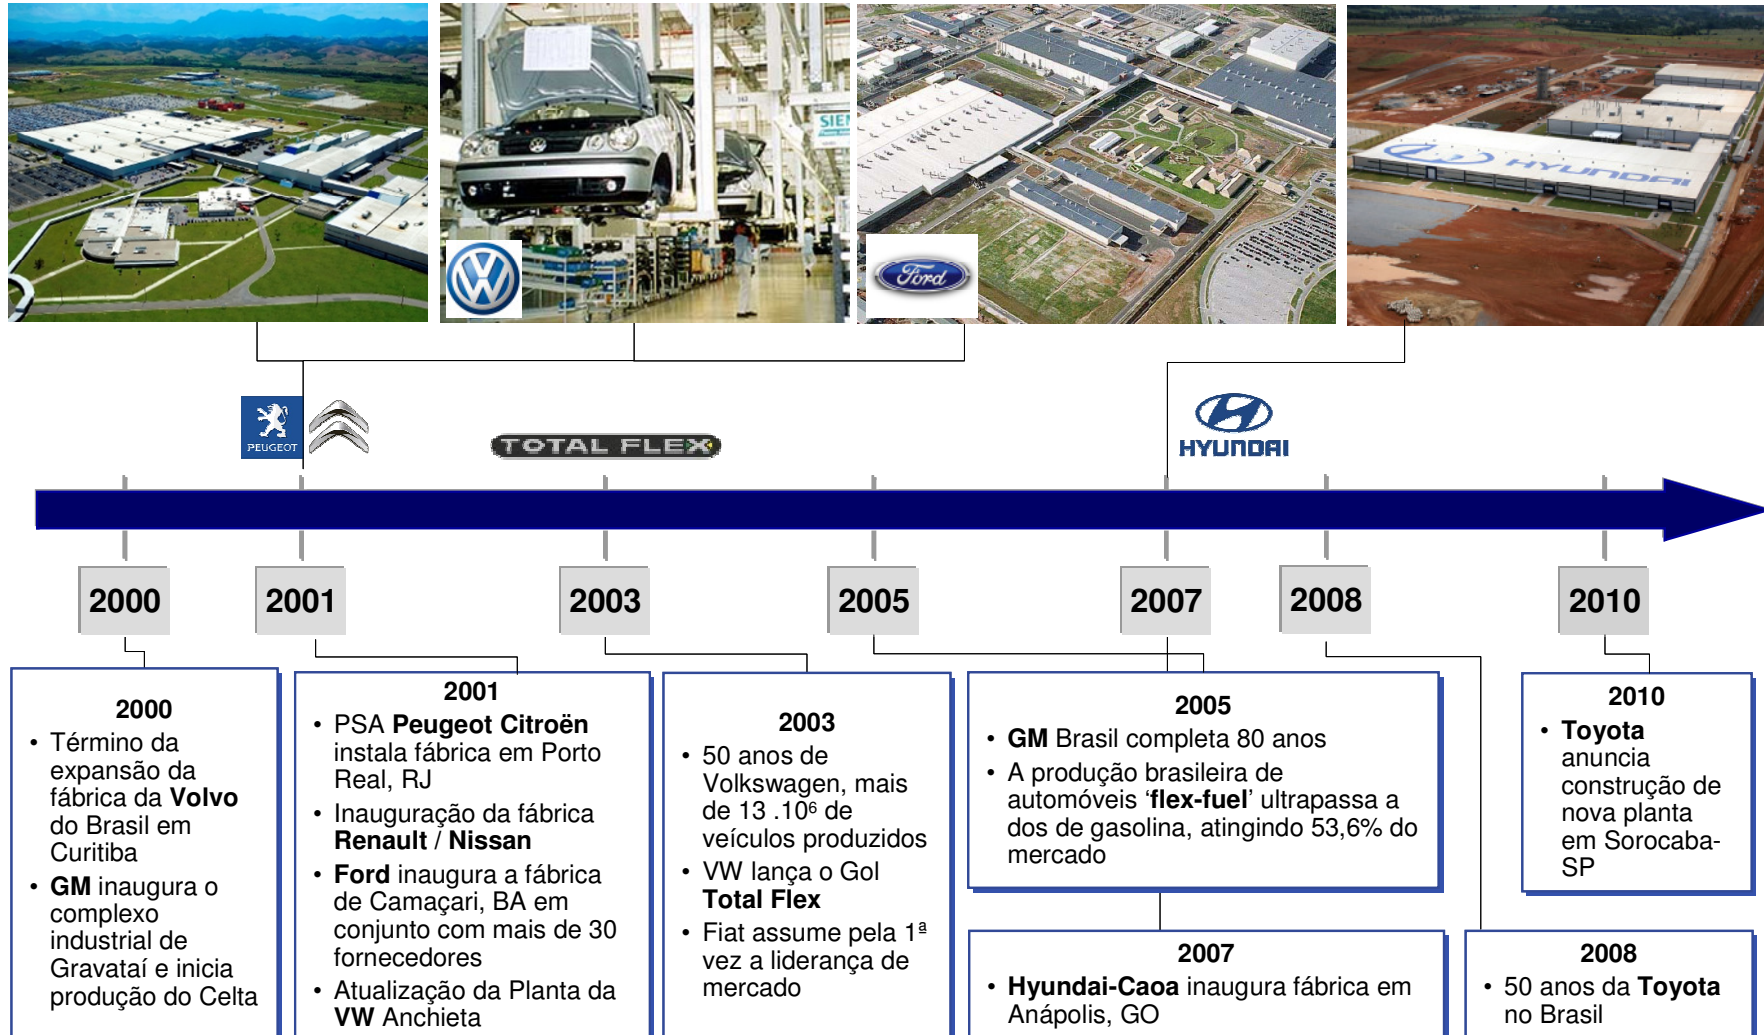 SIEM
Ford
HYUNDAI
PEUGEOT
TOTAL FLEX
HYUNDAI
2000
2001
2003
2005
2007
2008
2010
2000
• Término da
expansão da
fábrica da Volvo
do Brasil em
Curitiba
• GM inaugura o
complexo
industrial de
Gravataí e inicia
produção do Celta
2001
• PSA Peugeot Citroën
instala fábrica em Porto
Real, RJ
• Inauguração da fábrica
Renault / Nissan
• Ford inaugura a fábrica
de Camaçari, BA em
conjunto com mais de 30
fornecedores
• Atualização da Planta da
VW Anchieta
2003
• 50 anos de
Volkswagen, mais
de 13 .10⁶ de
veículos produzidos
• VW lança o Gol
Total Flex
• Fiat assume pela 1ª
vez a liderança de
mercado
2005
• GM Brasil completa 80 anos
• A produção brasileira de
automóveis ‘flex-fuel’ ultrapassa a
dos de gasolina, atingindo 53,6% do
mercado
2007
• Hyundai-Caoa inaugura fábrica em
Anápolis, GO
2008
• 50 anos da Toyota
no Brasil
2010
• Toyota
anuncia
construção de
nova planta
em Sorocaba-
SP